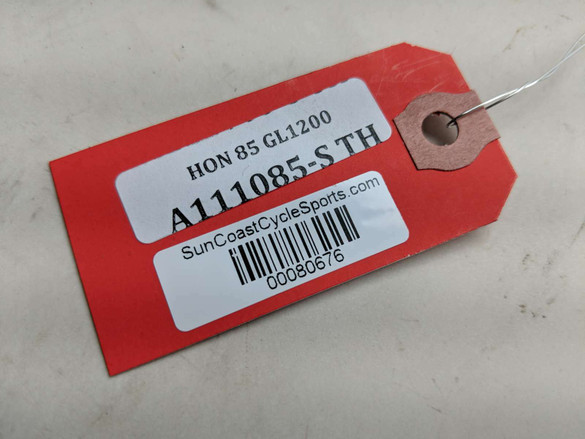 HON 85 GL1200
A111085-S TH
SunCoastCycleSports.com
00080676